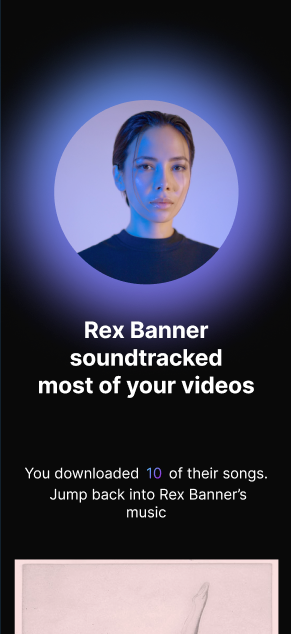 Rex Banner
soundtracked
most of your videos
You downloaded 10 of their songs.
Jump back into Rex Banner’s
music